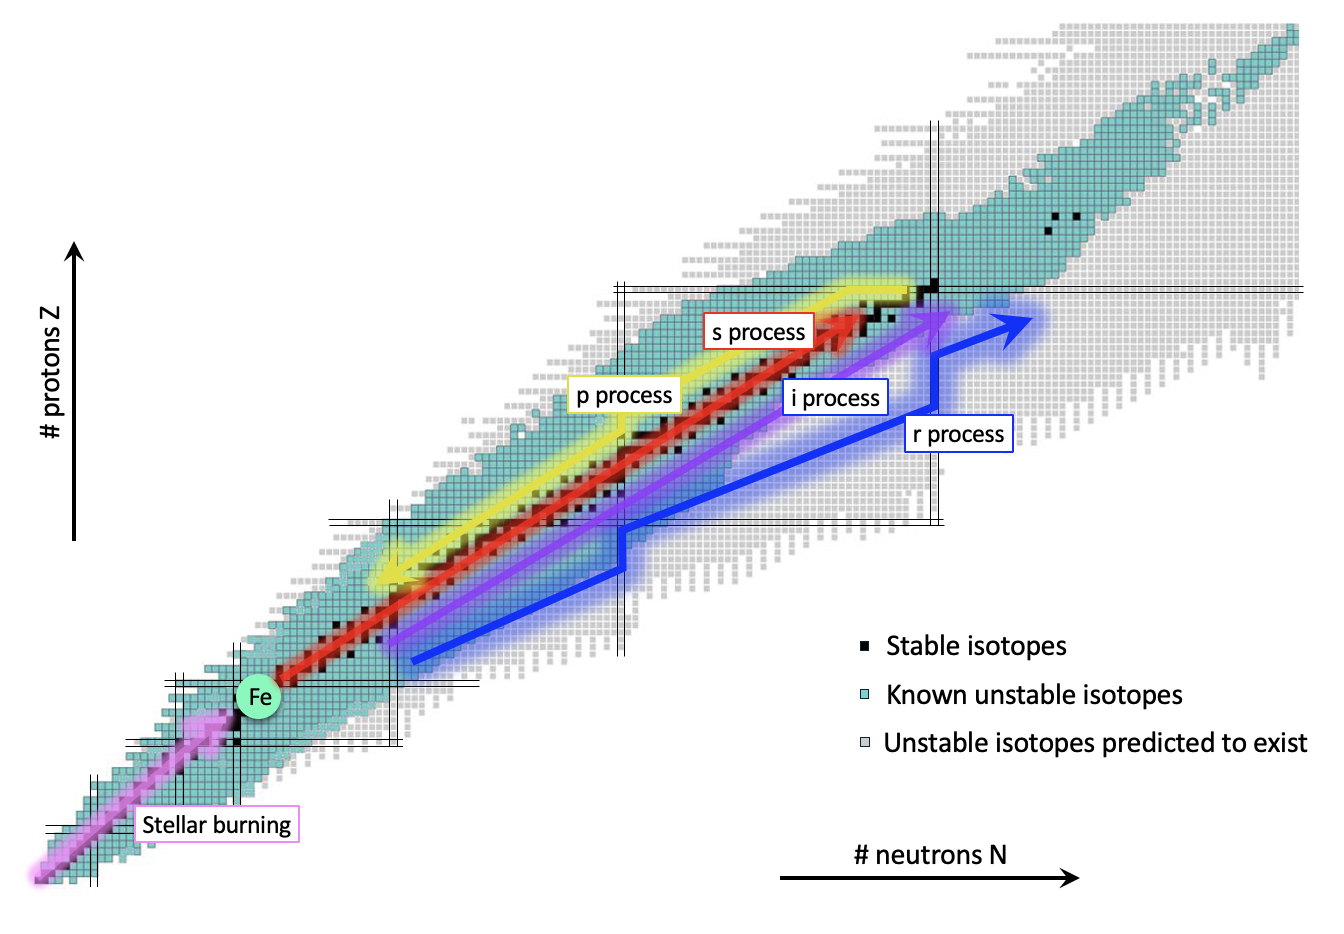 # protons Z
s process
p process
i process
r process
Fe
Stellar burning
Stable isotopes
Known unstable isotopes
Unstable isotopes predicted to exist
# neutrons N